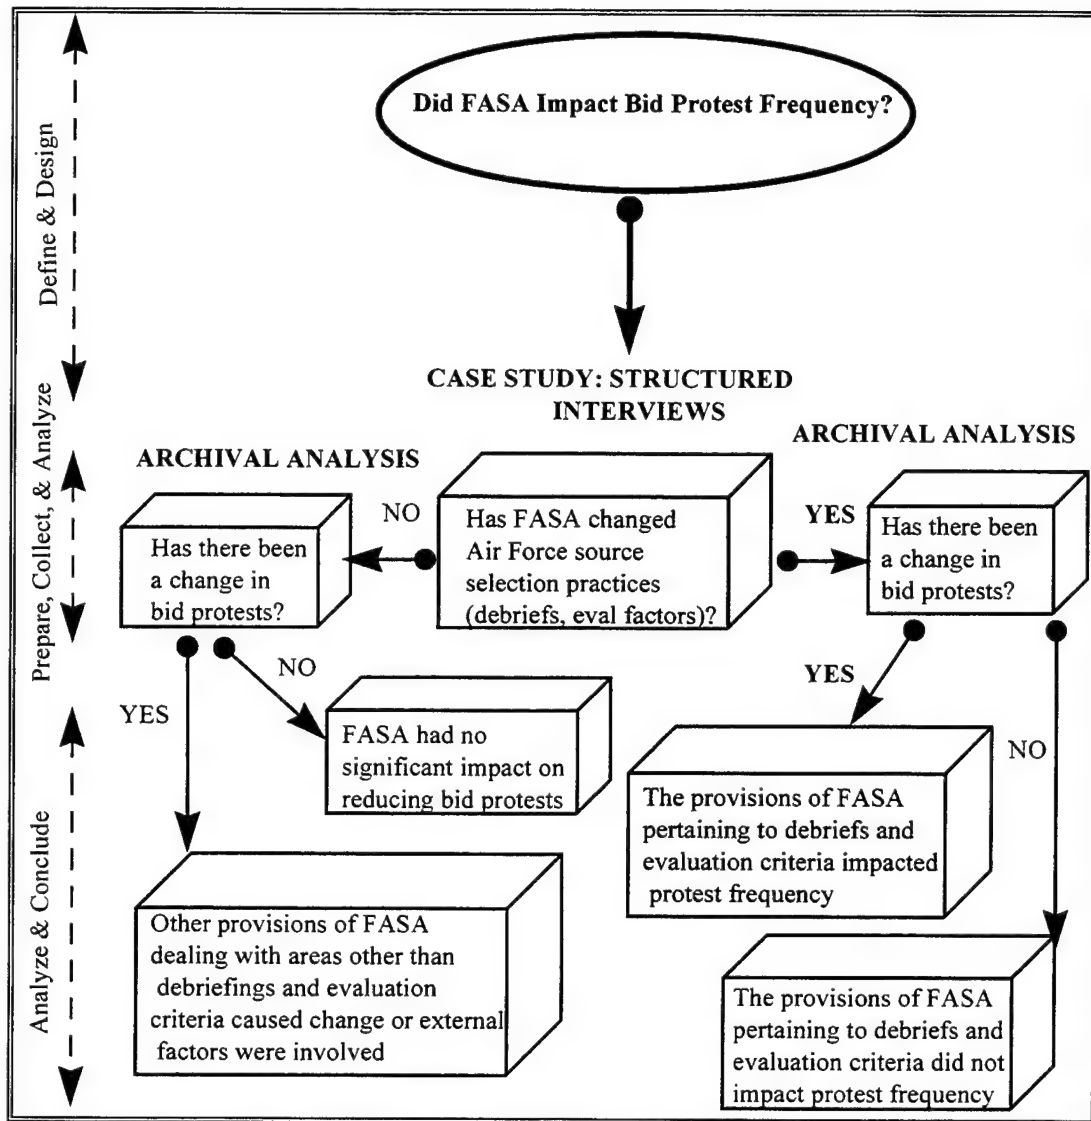 Did FASA Impact Bid Protest Frequency?
Define & Design
CASE STUDY: STRUCTURED
INTERVIEWS
ARCHIVAL ANALYSIS
ARCHIVAL ANALYSIS
Prepare, Collect, & Analyze
Has there been
a change in
bid protests?
NO
Has FASA changed
Air Force source
selection practices
(debriefs, eval factors)?
YES
Has there been
a change in
bid protests?
YES
NO
FASA had no
significant impact on
reducing bid protests
YES
NO
Analyze & Conclude
Other provisions of FASA
dealing with areas other than
debriefings and evaluation
criteria caused change or external
factors were involved
The provisions of FASA
pertaining to debriefs and
evaluation criteria impacted
protest frequency
The provisions of FASA
pertaining to debriefs and
evaluation criteria did not
impact protest frequency